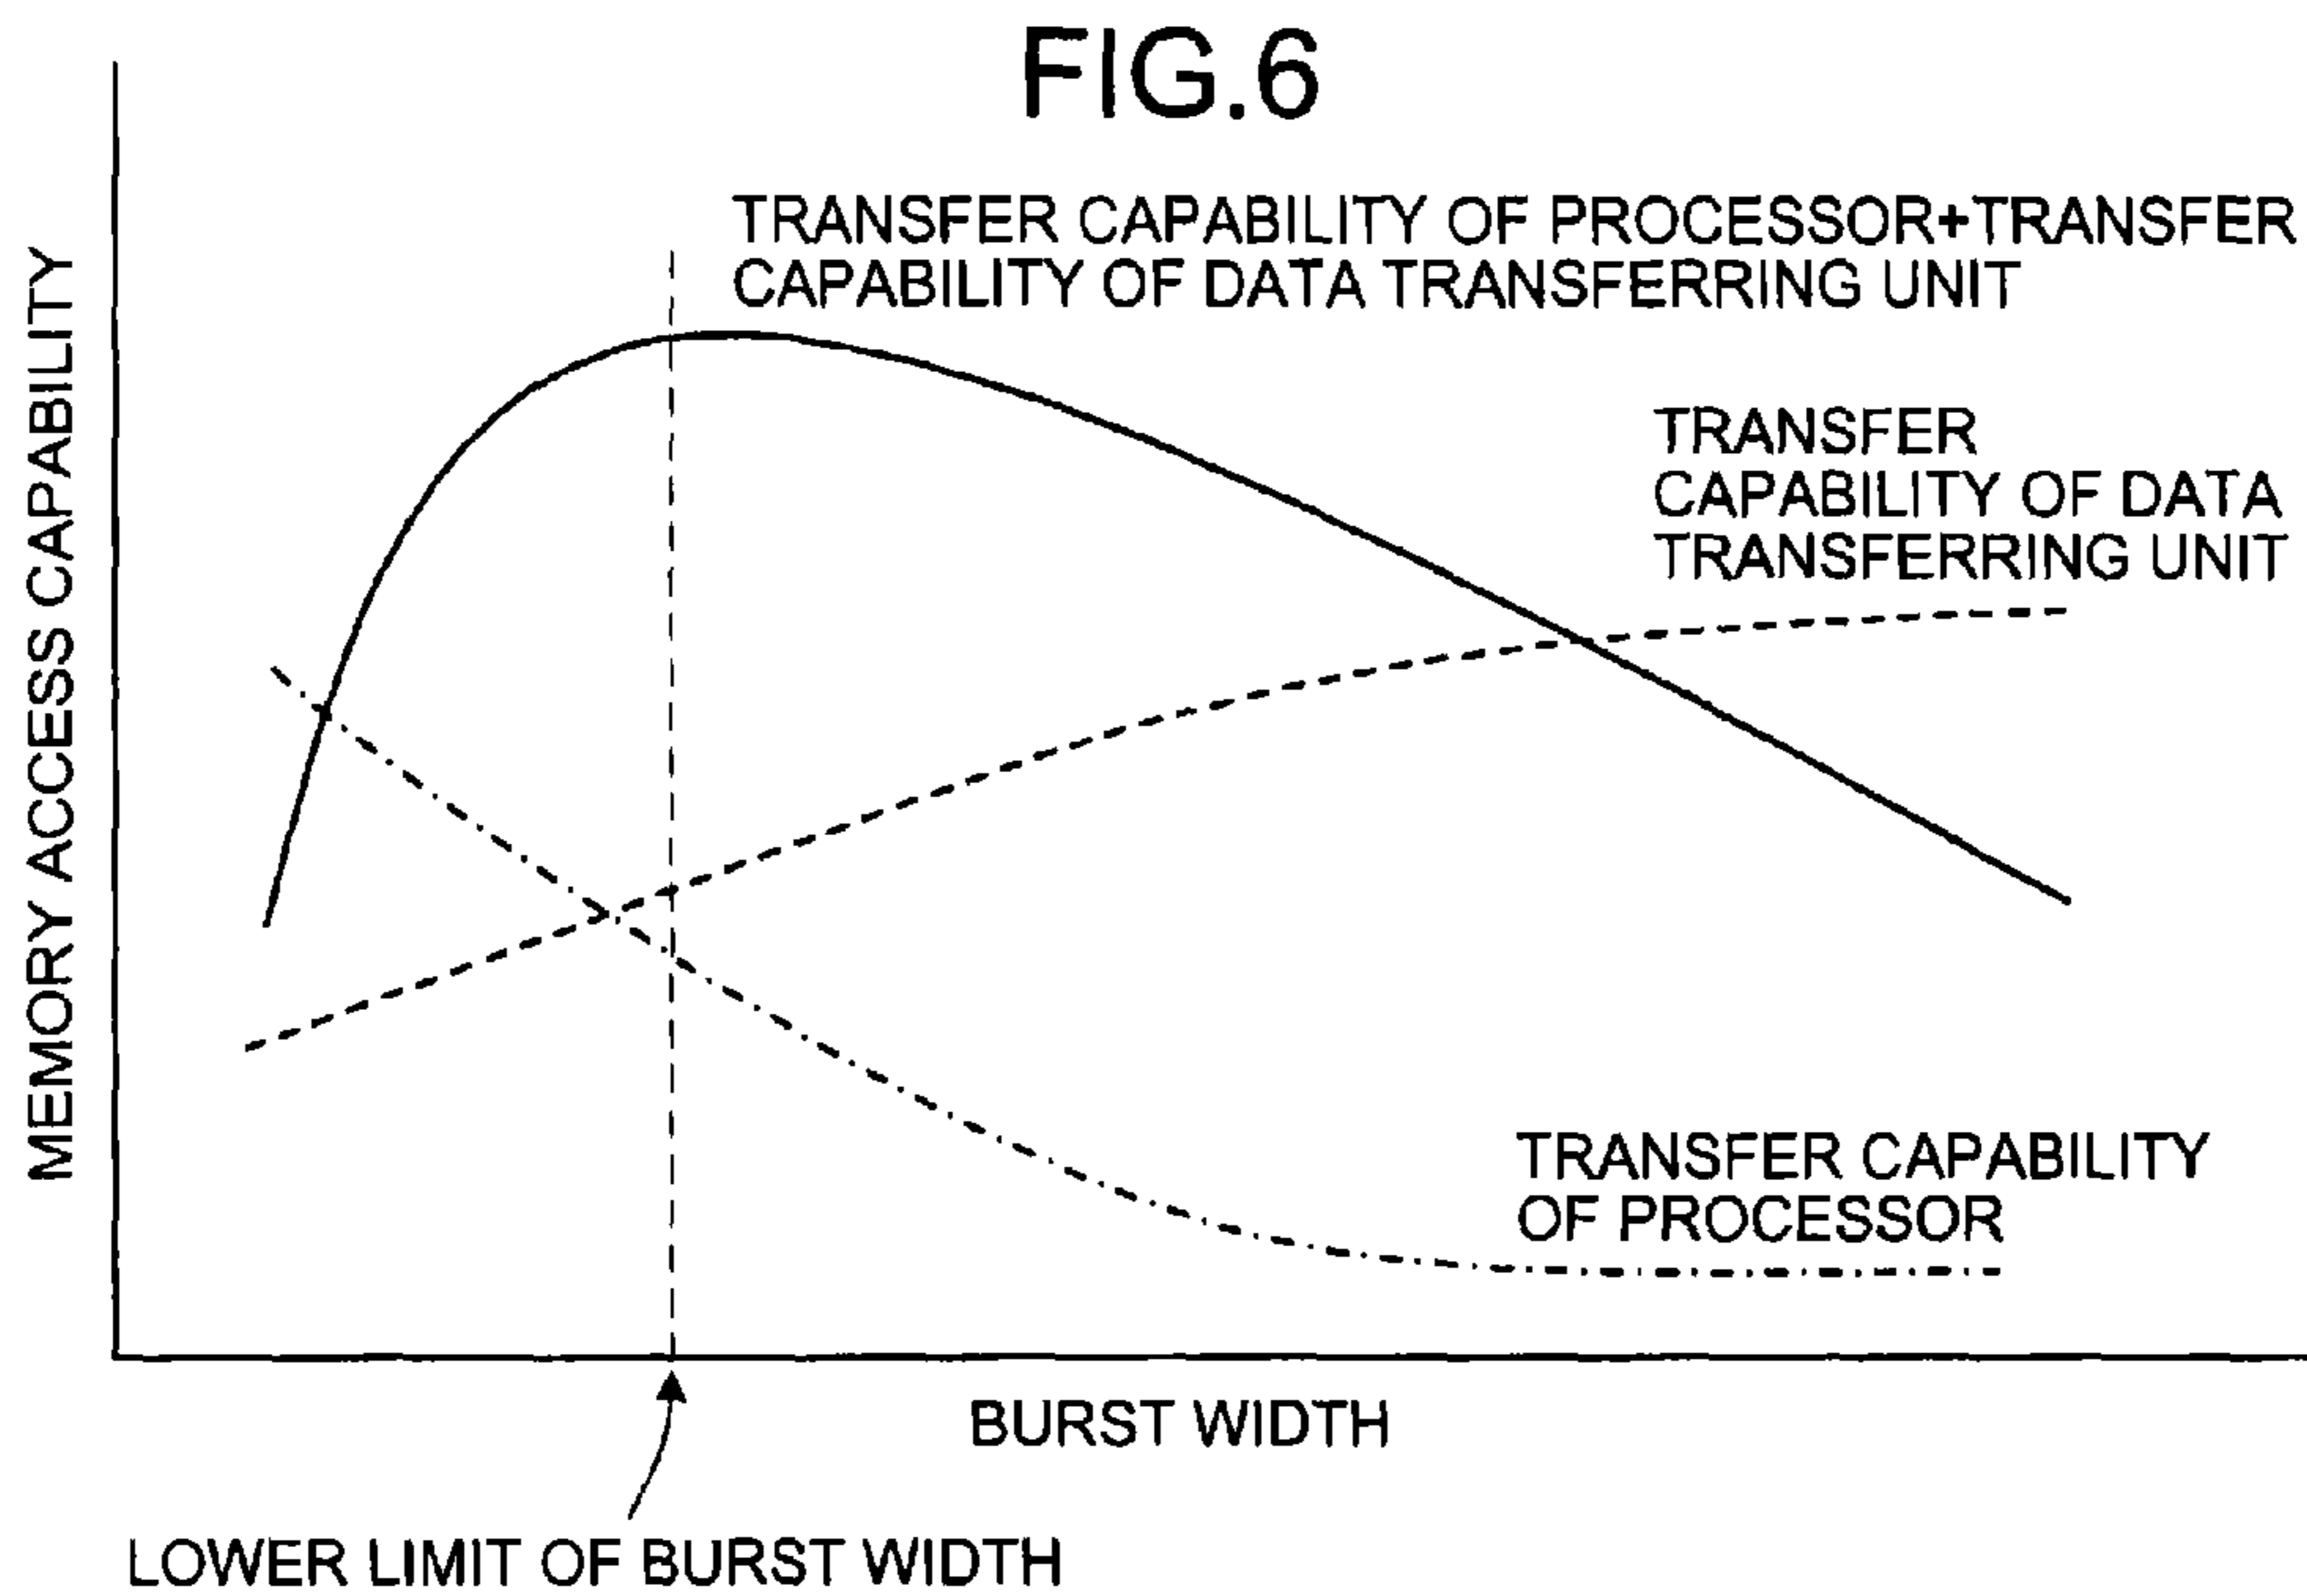 FIG.6
TRANSFER CAPABILITY OF PROCESSOR+TRANSFER
CAPABILITY OF DATA TRANSFERRING UNIT
TRANSFER
CAPABILITY OF DATA
TRANSFERRING UNIT
MEMORY ACCESS CAPABILITY
TRANSFER CAPABILITY
OF PROCESSOR
BURST WIDTH
LOWER LIMIT OF BURST WIDTH